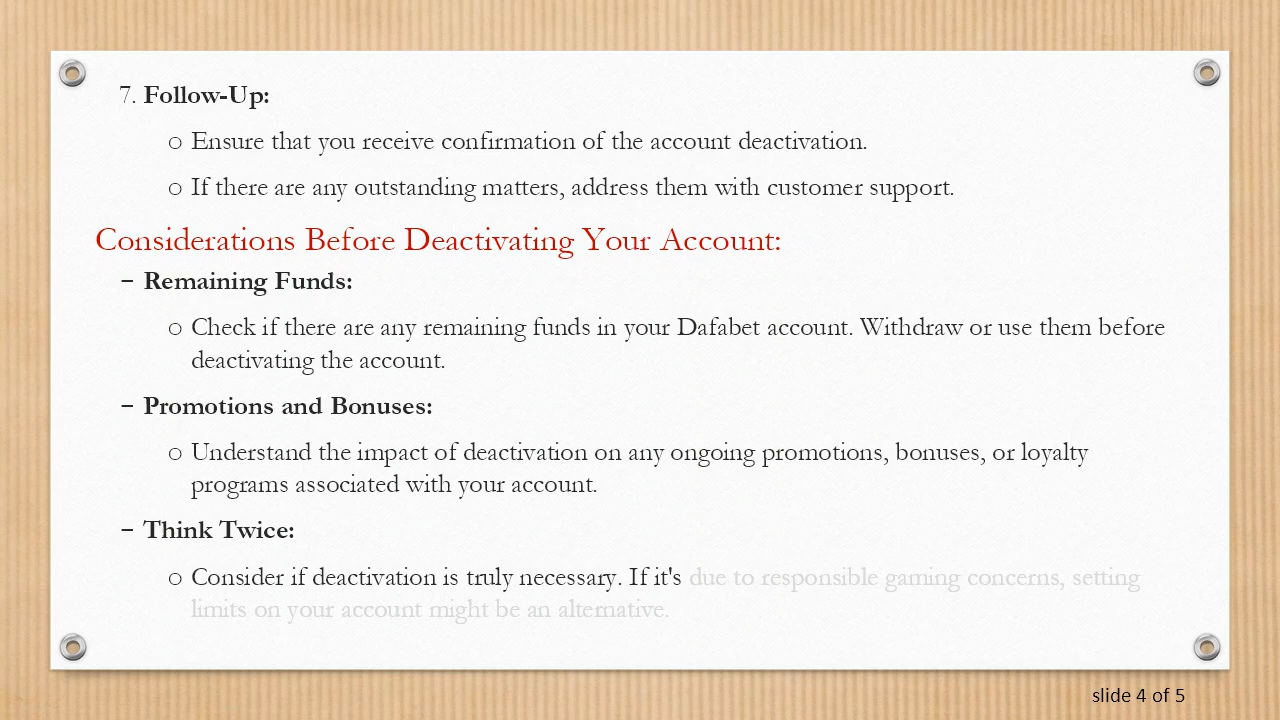 7. Follow-Up:
o Ensure that you receive confirmation of the account deactivation.
o If there are any outstanding matters, address them with customer support.
Considerations Before Deactivating Your Account:
– Remaining Funds:
o Check if there are any remaining funds in your Dafabet account. Withdraw or use them before
deactivating the account.
– Promotions and Bonuses:
o Understand the impact of deactivation on any ongoing promotions, bonuses, or loyalty
programs associated with your account.
– Think Twice:
o Consider if deactivation is truly necessary. If it's due to responsible gaming concerns, setting
limits on your account might be an alternative.
slide 4 of 5